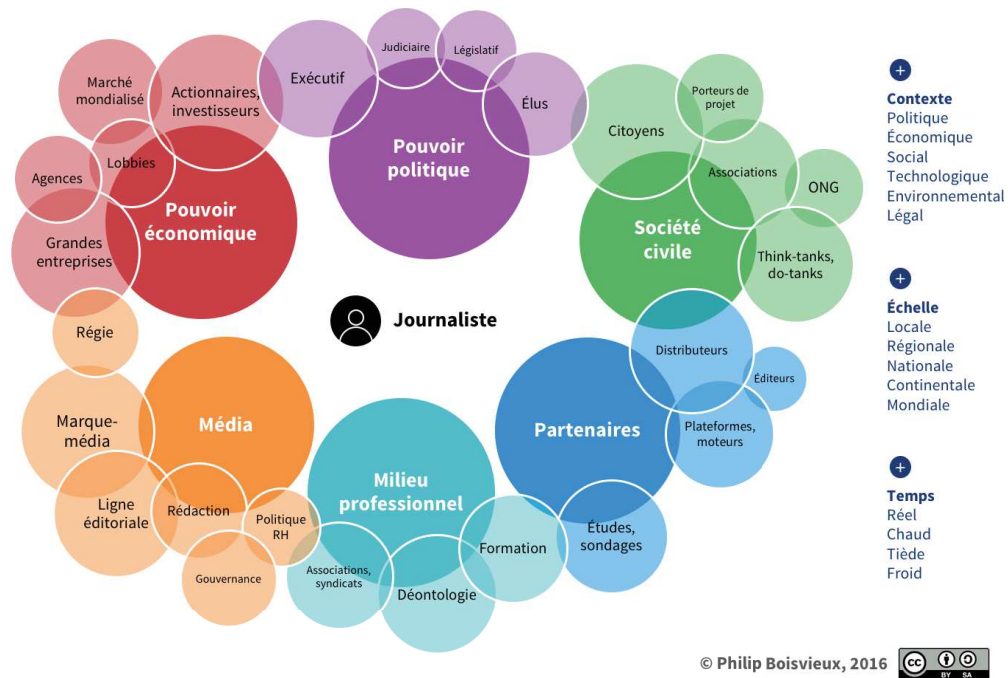 Marché
mondialisé
Actionnaires,
investisseurs
Lobbies
Agences
Grandes
entreprises
Pouvoir
économique
Exécutif
Judiciaire
Législatif
Élus
Pouvoir
politique
Citoyens
Porteurs de
projet
Associations
ONG
Think-tanks,
do-tanks
Société
civile
Journaliste
Régie
Marque-
média
Média
Ligne
éditoriale
Rédaction
Politique
RH
Gouvernance
Milieu
professionnel
Associations,
syndicats
Déontologie
Formation
Partenaires
Distributeurs
Éditeurs
Plateformes,
moteurs
Études,
sondages
+
Contexte
Politique
Économique
Social
Technologique
Environnemental
Légal
+
Échelle
Locale
Régionale
Nationale
Continentale
Mondiale
+
Temps
Réel
Chaud
Tiède
Froid
© Philip Boisvieux, 2016
cc
BY SA